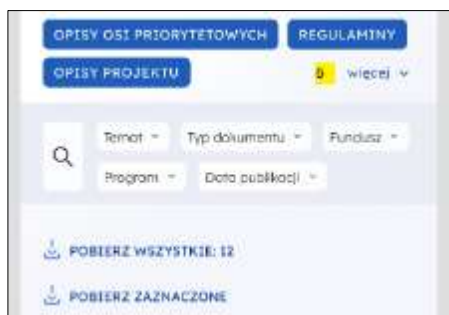 OPISY OSI PRIORYTETOWYCH REGULAMINY
OPISY PROJEKTU więcej
Temat Typ dokumentu Fundusz
Program Data publikacji
POBIERZ WSZYSTKIE: 12
POBIERZ ZAZNACZONE